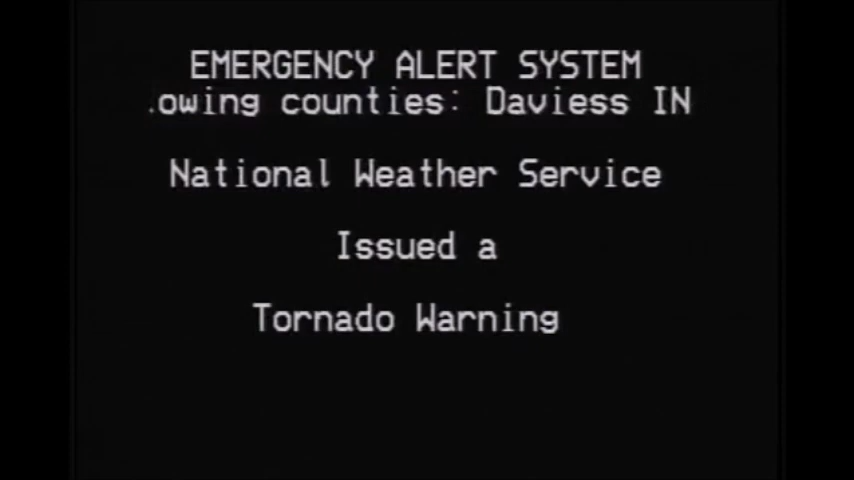 EMERGENCY ALERT SYSTEM
owing counties: Daviess IN
National Weather Service
Issued a
Tornado Warning